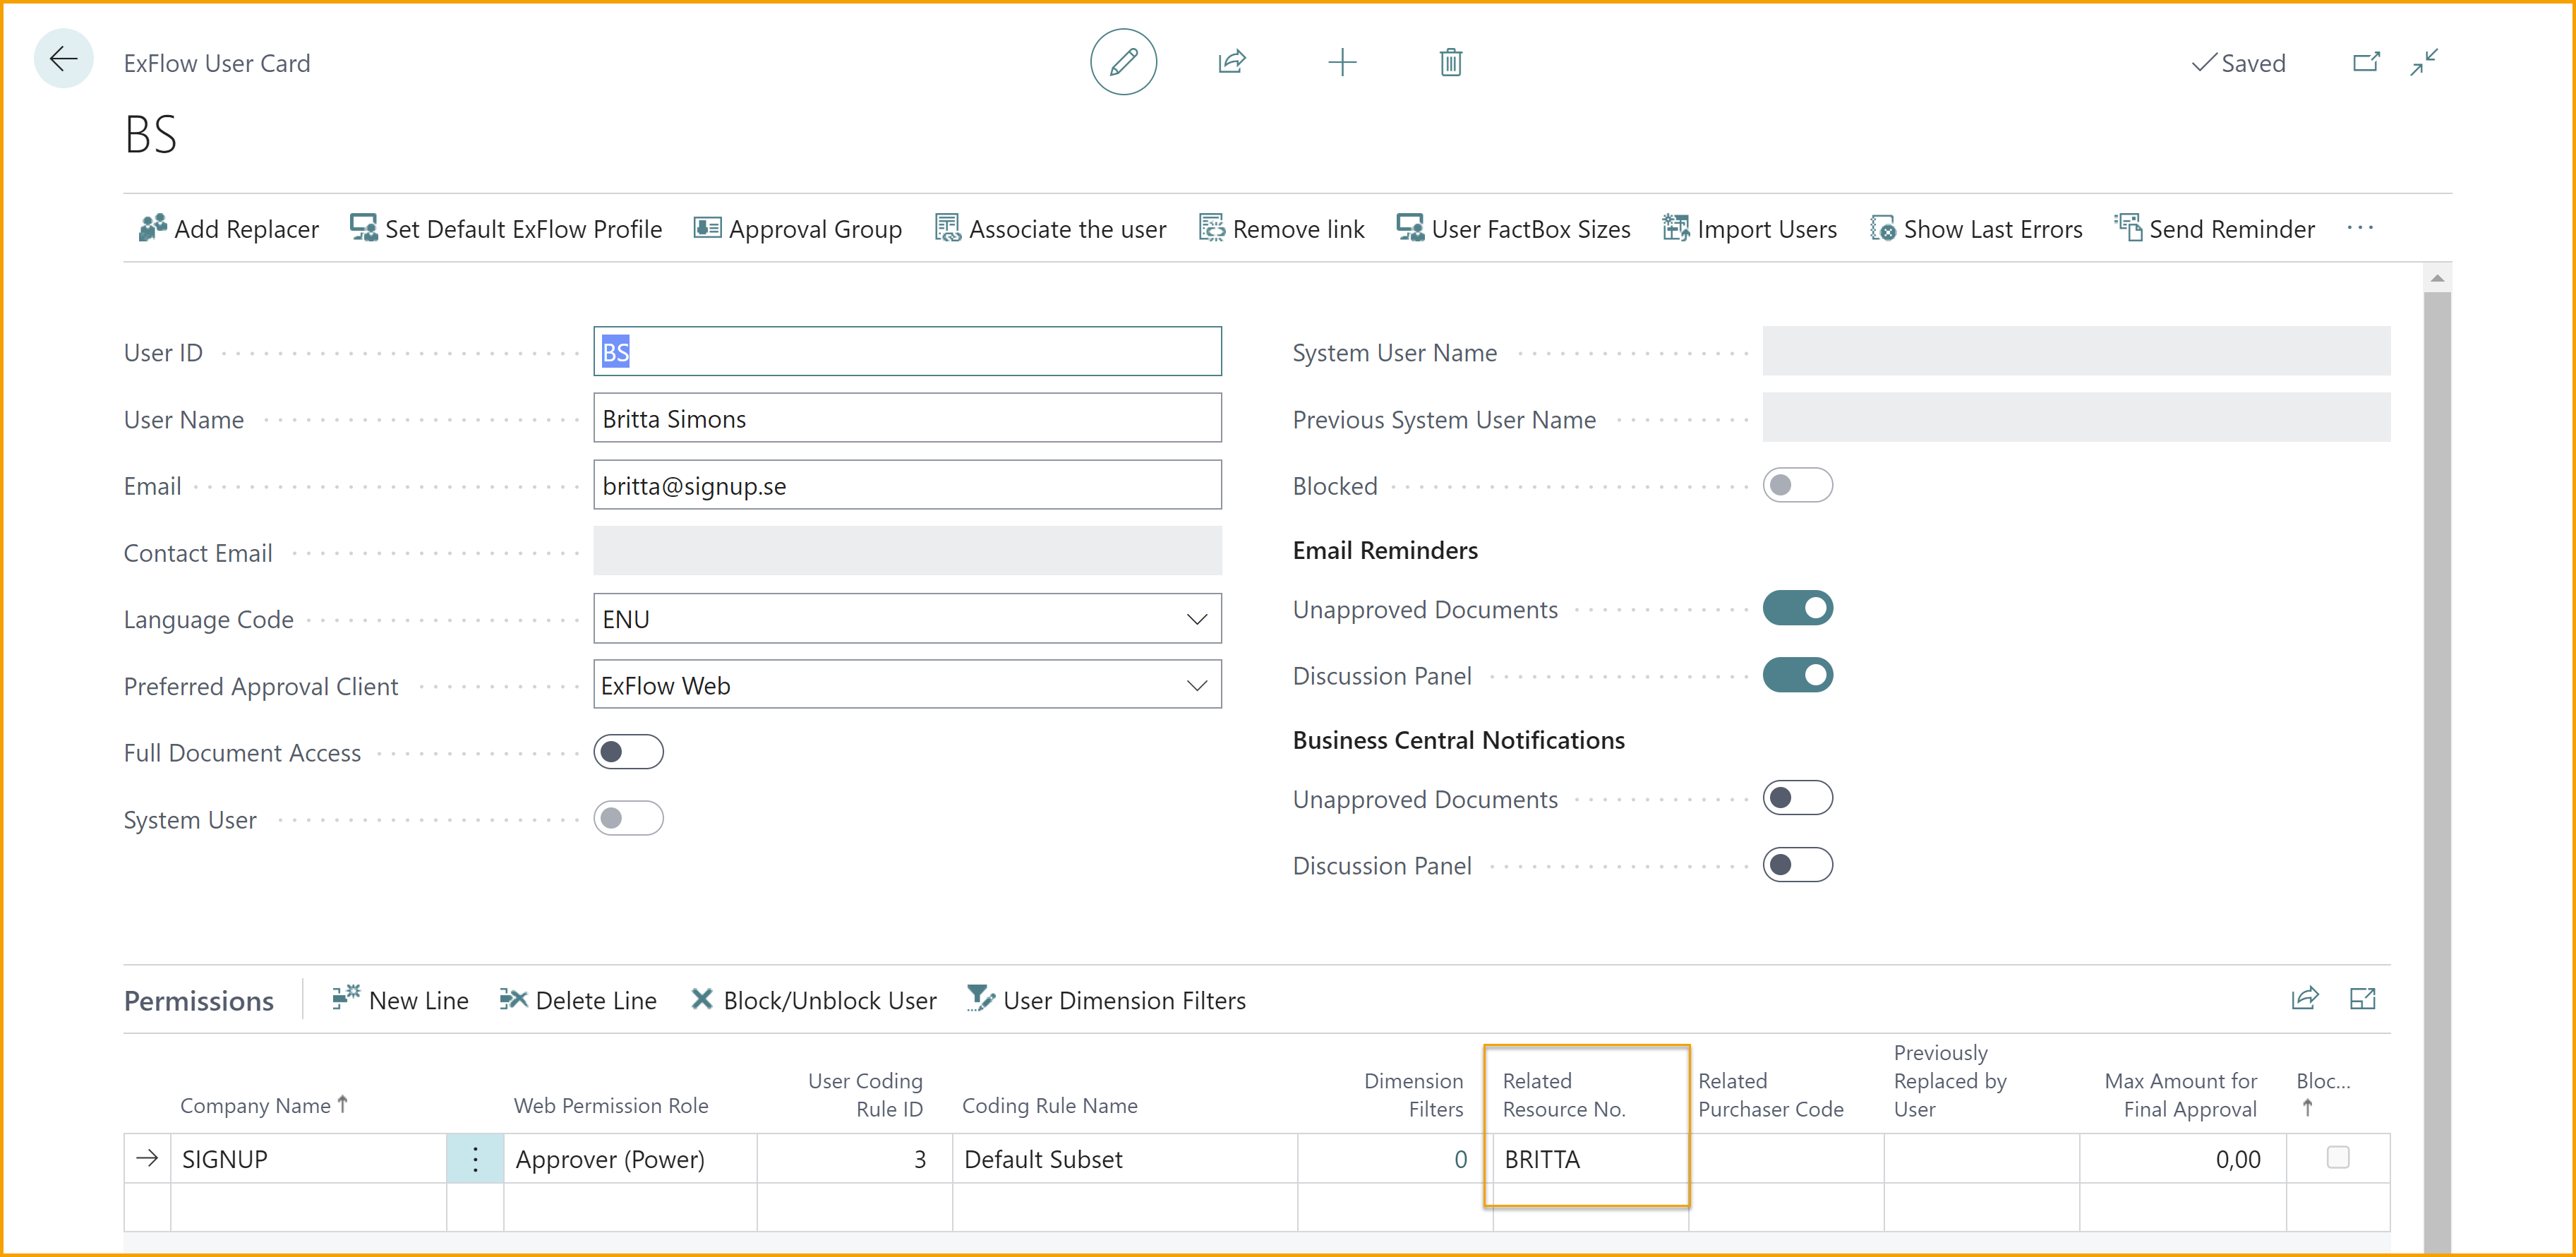 ExFlow User Card
Saved
BS
Add Replacer Set Default ExFlow Profile Approval Group Associate the user Remove link User FactBox Sizes Import Users Show Last Errors Send Reminder ...
User ID BS
User Name Britta Simons
Email britta@signup.se
Contact Email
Language Code ENU
Preferred Approval Client ExFlow Web
Full Document Access
System User
System User Name
Previous System User Name
Blocked
Email Reminders
Unapproved Documents
Discussion Panel
Business Central Notifications
Unapproved Documents
Discussion Panel
Permissions New Line Delete Line Block/Unblock User User Dimension Filters
Company Name ↑
Web Permission Role
User Coding
Rule ID
Coding Rule Name
Dimension
Filters
Related
Resource No.
Related
Purchaser Code
Previously
Replaced by
User
Max Amount for
Final Approval
Bloc...
↑
→ SIGNUP ⋮ Approver (Power) 3 Default Subset 0 BRITTA 0,00